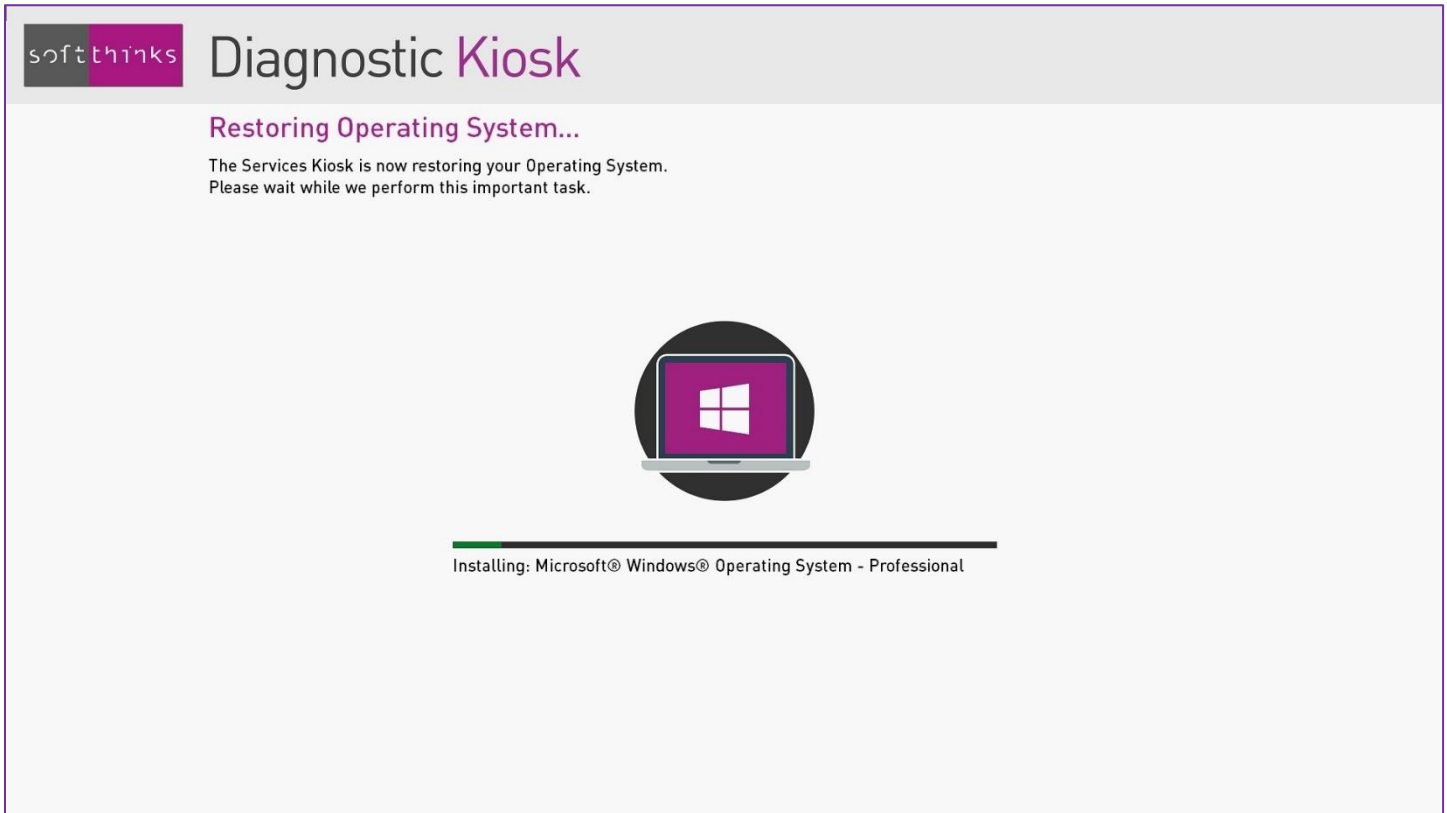 softthinks
Diagnostic Kiosk
Restoring Operating System...
The Services Kiosk is now restoring your Operating System.
Please wait while we perform this important task.
Installing: Microsoft® Windows® Operating System - Professional